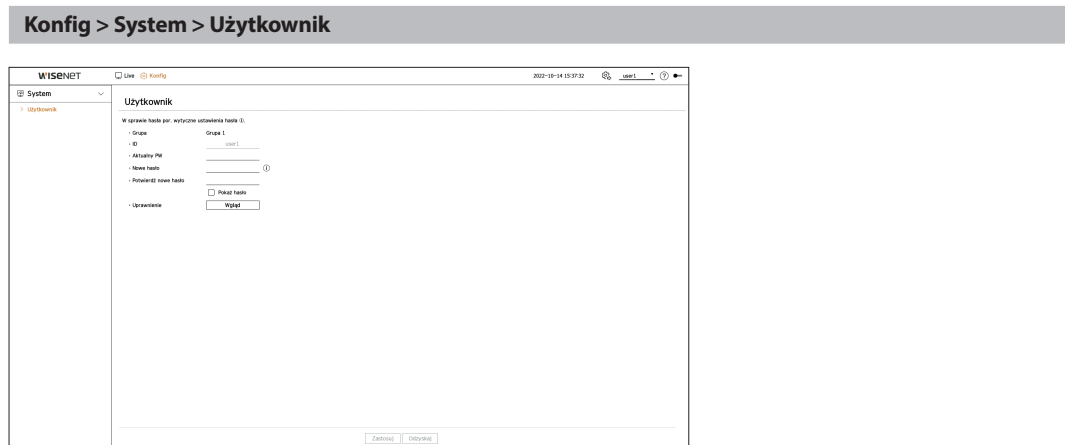 Konfig > System > Użytkownik
WISENET Live Konfig 2022-10-14 15:37:32 user1
System
> Użytkownik
Użytkownik
W sprawie hasła por. wytyczne ustawienia hasła ①.
• Grupa Grupa 1
• ID user1
• Aktualny PW
• Nowe hasło
• Potwierdź nowe hasło
Pokaż hasło
• Uprawnienie Wgląd
Zastosuj Odzyskaj